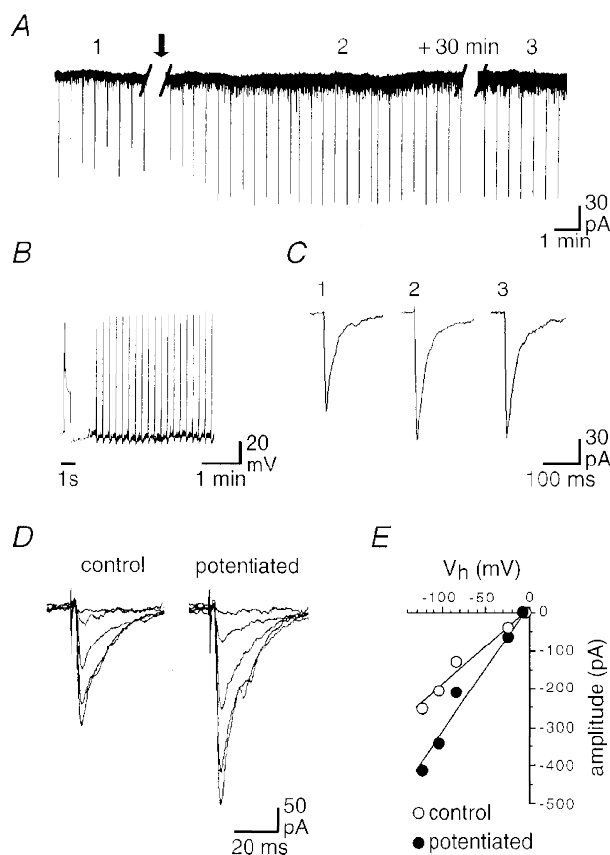 A
1 2 +30 min 3
30
pA
1 min
B
C
1 2 3
20
mV
1s 1 min
30
pA
100 ms
D
control potentiated
50
pA
20 ms
E
Vh (mV)
-100 -50 0
0
-100
-200
-300
-400
-500
amplitude (pA)
control
potentiated